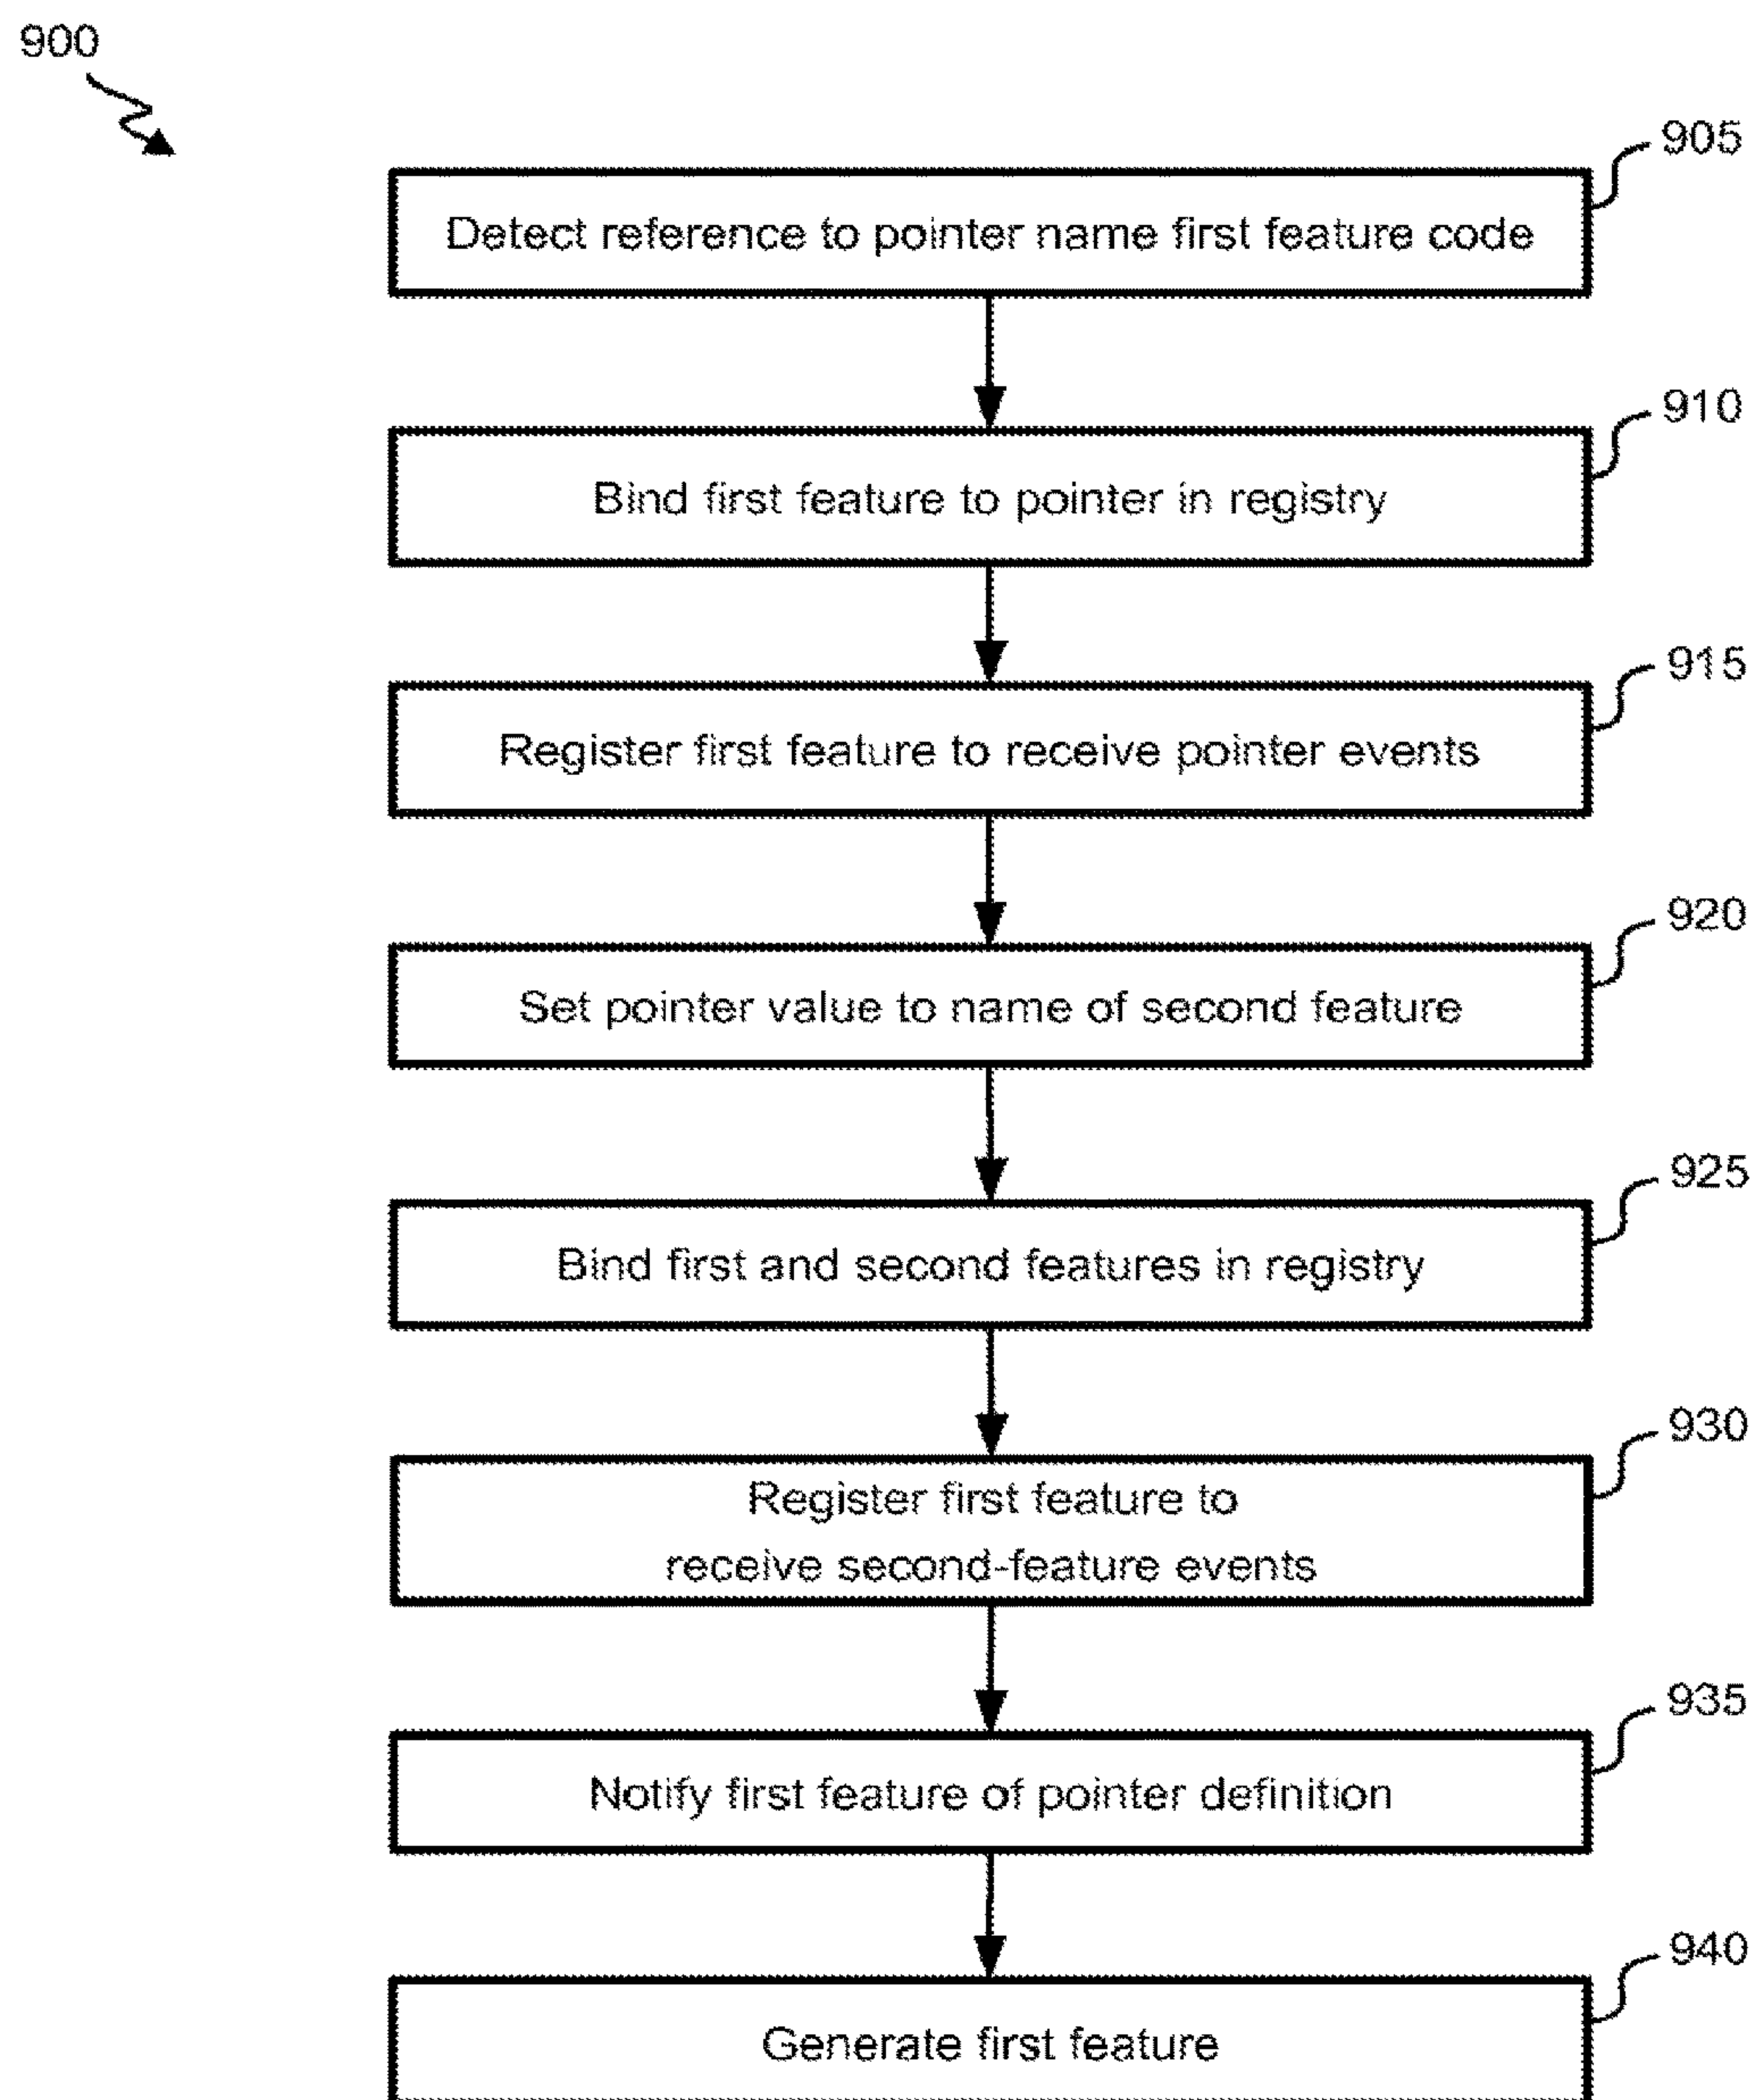 900
905
Detect reference to pointer name first feature code
910
Bind first feature to pointer in registry
915
Register first feature to receive pointer events
920
Set pointer value to name of second feature
925
Bind first and second features in registry
930
Register first feature to
receive second-feature events
935
Notify first feature of pointer definition
940
Generate first feature